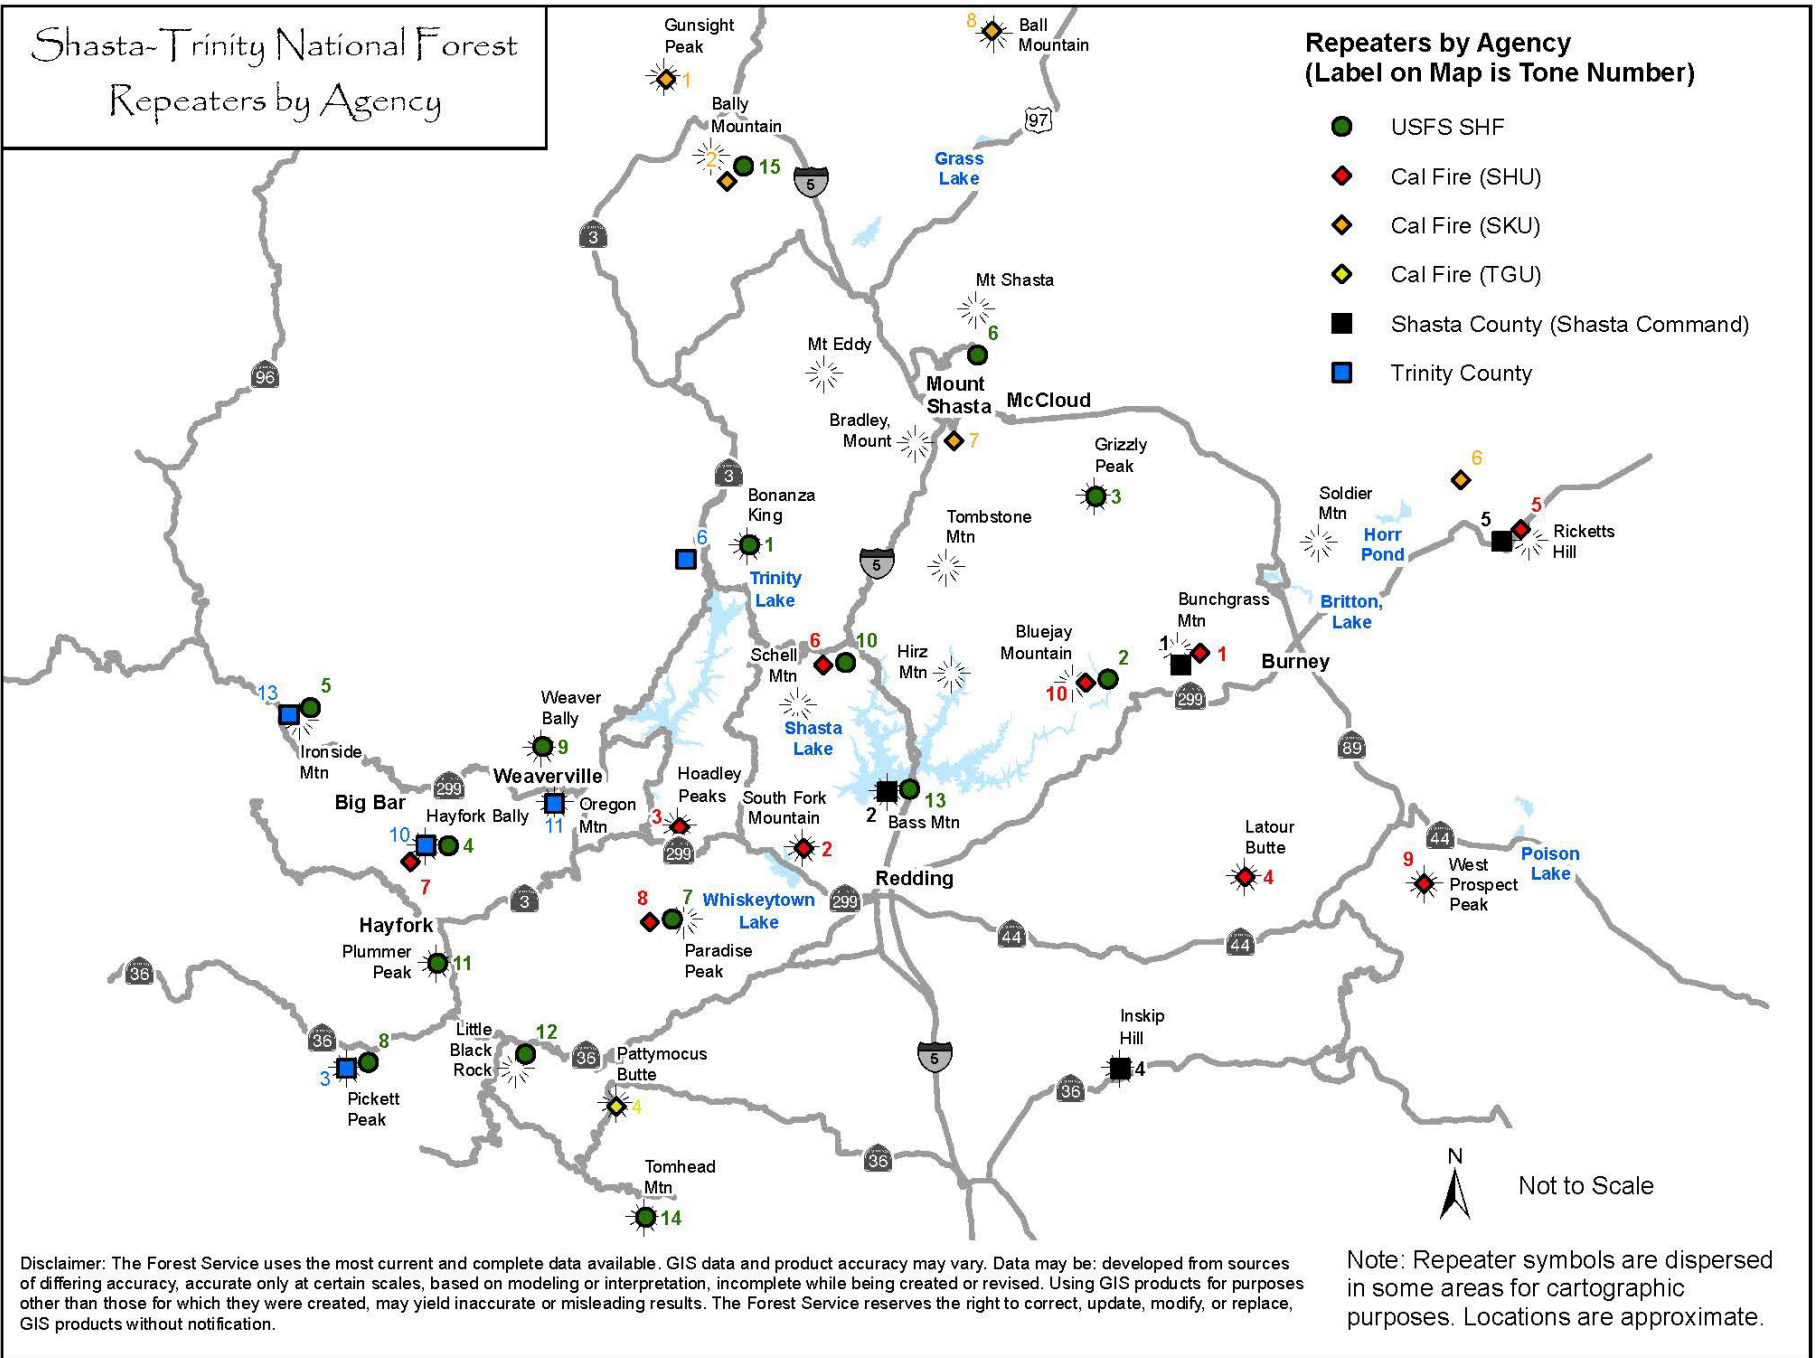 Shasta-Trinity National Forest
Repeaters by Agency
Gunsight
Peak
1
8
Ball
Mountain
Bally
Mountain
2
15
5
97
Grass
Lake
3
96
Mt Shasta
6
Mt Eddy
Mount
Shasta
McCloud
Bradley,
Mount
7
Grizzly
Peak
3
3
Bonanza
King
1
6
Trinity
Lake
Tombstone
Mtn
5
Soldier
Mtn
Horr
Pond
6
5
5
Ricketts
Hill
Britton,
Lake
Bunchgrass
Mtn
1
1
Burney
Bluejay
Mountain
2
10
299
Hirz
Mtn
6
10
Schell
Mtn
Shasta
Lake
13
5
Ironside
Mtn
Weaver
Bally
9
Weaverville
299
Big Bar
Hayfork Bally
10
4
7
11
Oregon
Mtn
Hoadley
Peaks
3
299
South Fork
Mountain
2
2
13
Bass Mtn
89
44
Latour
Butte
4
9
West
Prospect
Peak
Poison
Lake
Redding
299
3
8
7
Whiskeytown
Lake
Paradise
Peak
44
44
Hayfork
Plummer
Peak
11
36
36
8
3
Pickett
Peak
Little
Black
Rock
12
36
Pattymocus
Butte
4
5
Inskip
Hill
4
36
36
Tomhead
Mtn
14
Repeaters by Agency
(Label on Map is Tone Number)
USFS SHF
Cal Fire (SHU)
Cal Fire (SKU)
Cal Fire (TGU)
Shasta County (Shasta Command)
Trinity County
N
Not to Scale
Disclaimer: The Forest Service uses the most current and complete data available. GIS data and product accuracy may vary. Data may be: developed from sources
of differing accuracy, accurate only at certain scales, based on modeling or interpretation, incomplete while being created or revised. Using GIS products for purposes
other than those for which they were created, may yield inaccurate or misleading results. The Forest Service reserves the right to correct, update, modify, or replace,
GIS products without notification.
Note: Repeater symbols are dispersed
in some areas for cartographic
purposes. Locations are approximate.